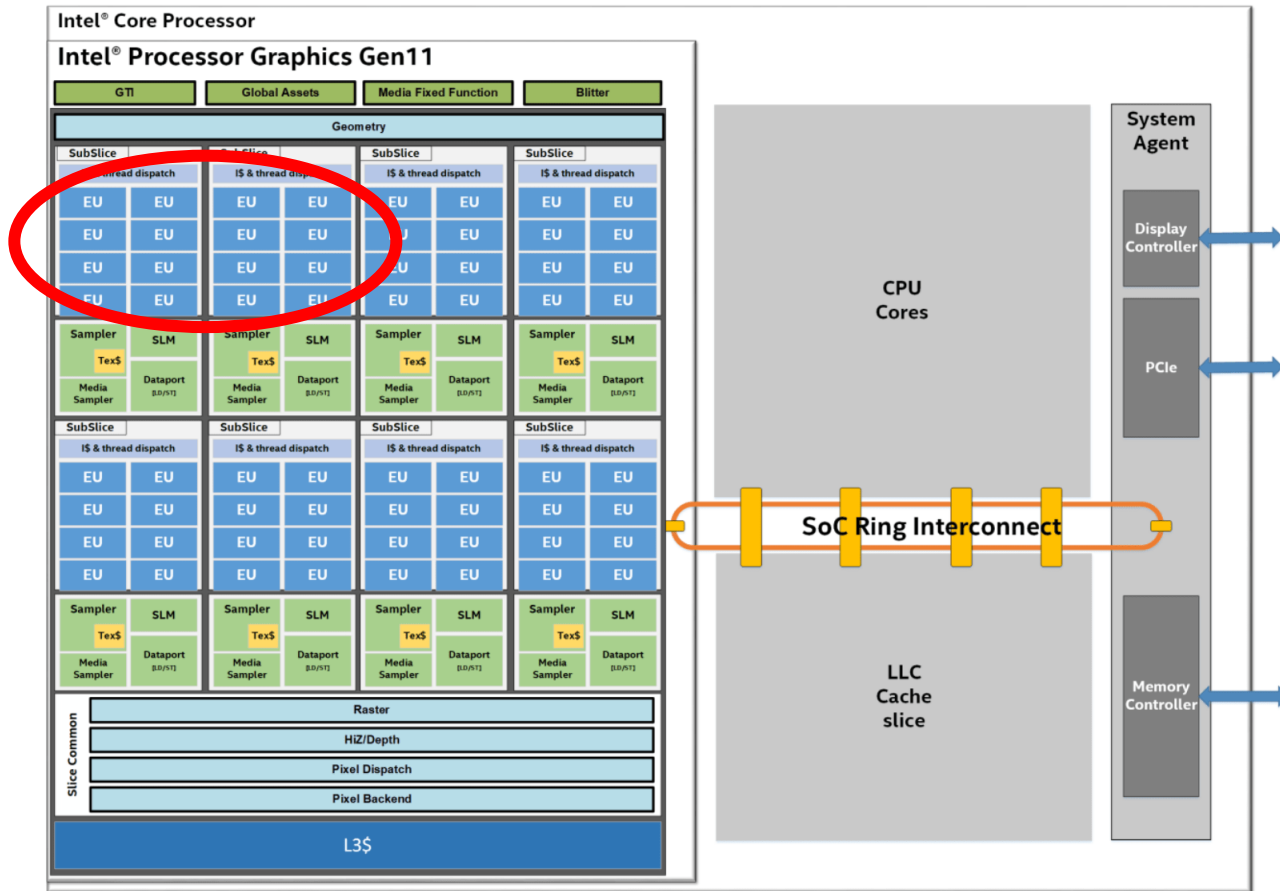 Intel® Core Processor
Intel® Processor Graphics Gen11
GTI Global Assets Media Fixed Function Blitter
Geometry
SubSlice SubSlice SubSlice SubSlice
thread dispatch I$ & thread I$ & thread dispatch I$ & thread dispatch
EU EU EU EU EU EU EU EU
EU EU EU EU EU EU EU EU
EU EU EU EU EU EU EU EU
EU EU EU EU EU EU EU EU
Sampler SLM Sampler SLM Sampler SLM Sampler SLM
Tex$ Tex$ Tex$ Tex$
Media Sampler Dataport [LD/ST] Media Sampler Dataport [LD/ST] Media Sampler Dataport [LD/ST] Media Sampler Dataport [LD/ST]
SubSlice SubSlice SubSlice SubSlice
I$ & thread dispatch I$ & thread dispatch I$ & thread dispatch I$ & thread dispatch
EU EU EU EU EU EU EU EU
EU EU EU EU EU EU EU EU
EU EU EU EU EU EU EU EU
EU EU EU EU EU EU EU EU
Sampler SLM Sampler SLM Sampler SLM Sampler SLM
Tex$ Tex$ Tex$ Tex$
Media Sampler Dataport [LD/ST] Media Sampler Dataport [LD/ST] Media Sampler Dataport [LD/ST] Media Sampler Dataport [LD/ST]
Slice Common
Raster
HiZ/Depth
Pixel Dispatch
Pixel Backend
L3$
CPU
Cores
SoC Ring Interconnect
LLC
Cache
slice
System
Agent
Display
Controller
PCIe
Memory
Controller